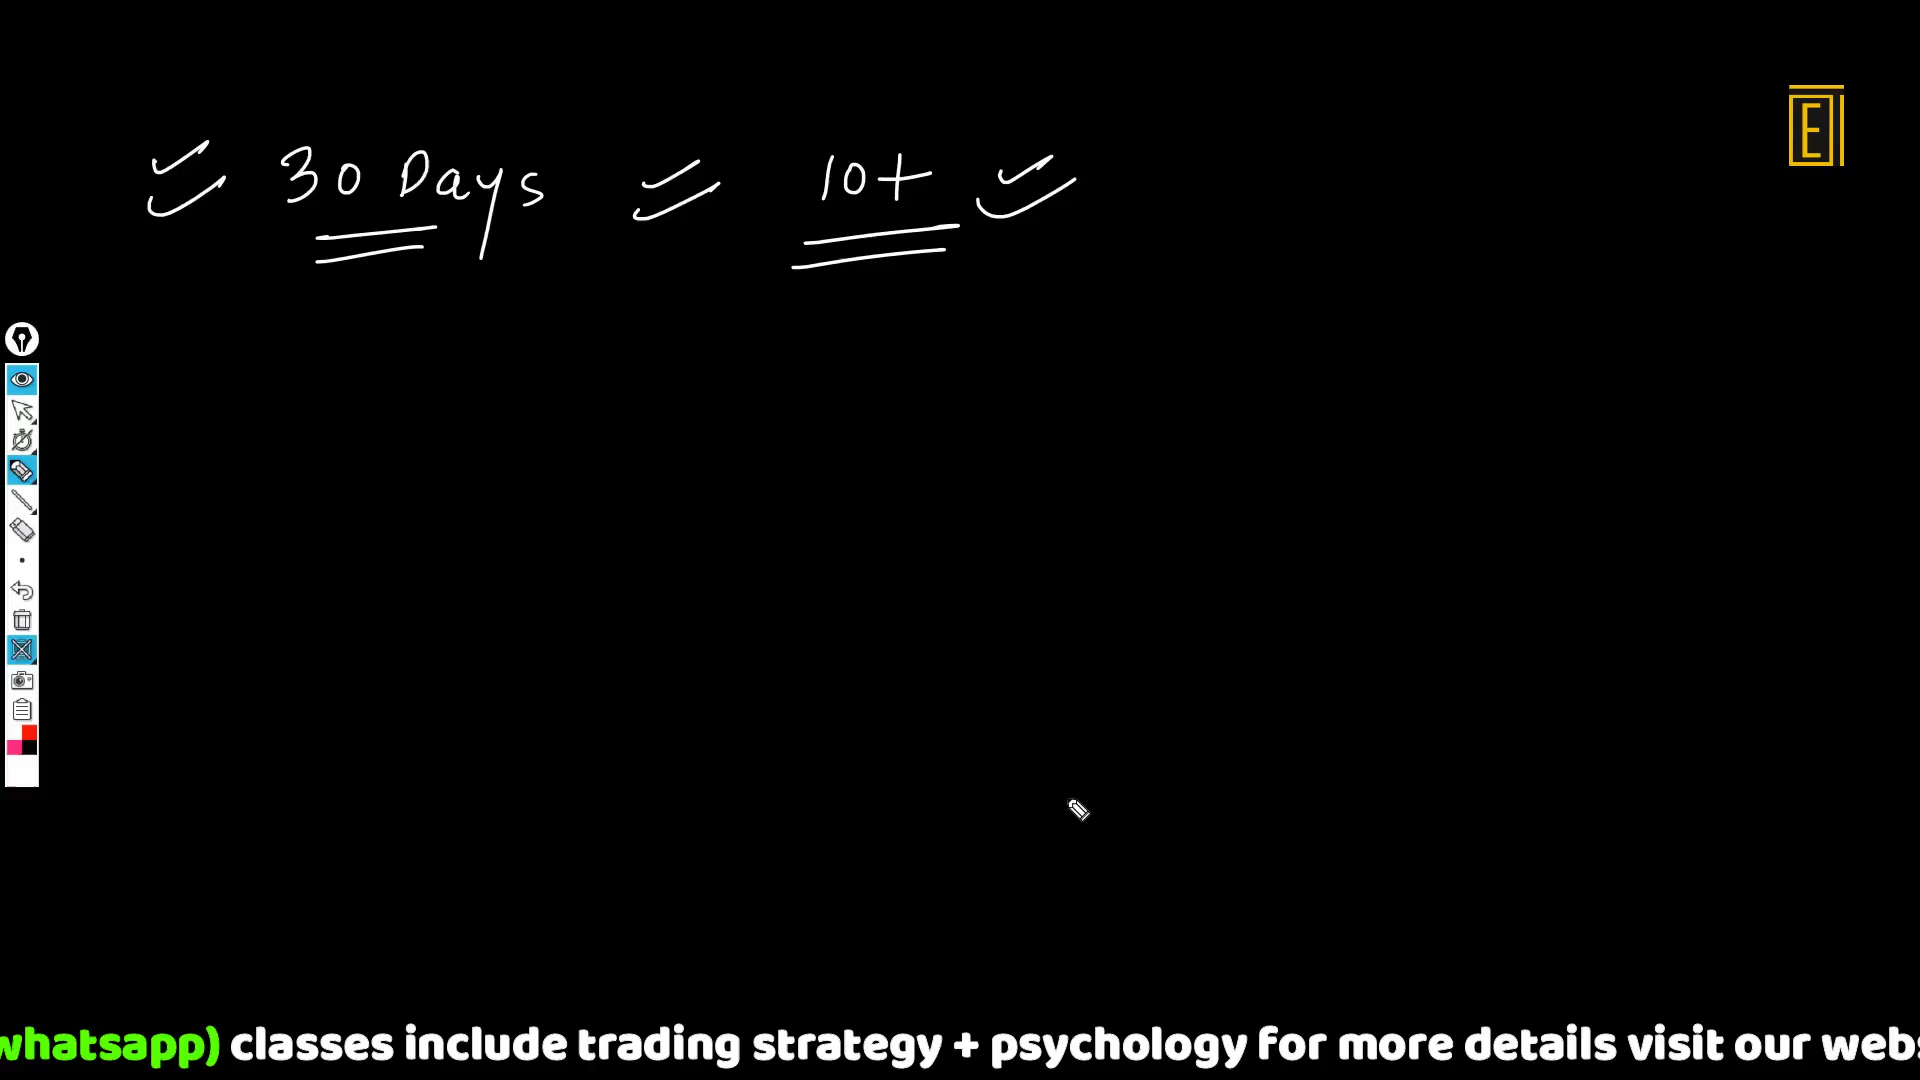 30 Days 10+
E
whatsapp) classes include trading strategy + psychology for more details visit our webs